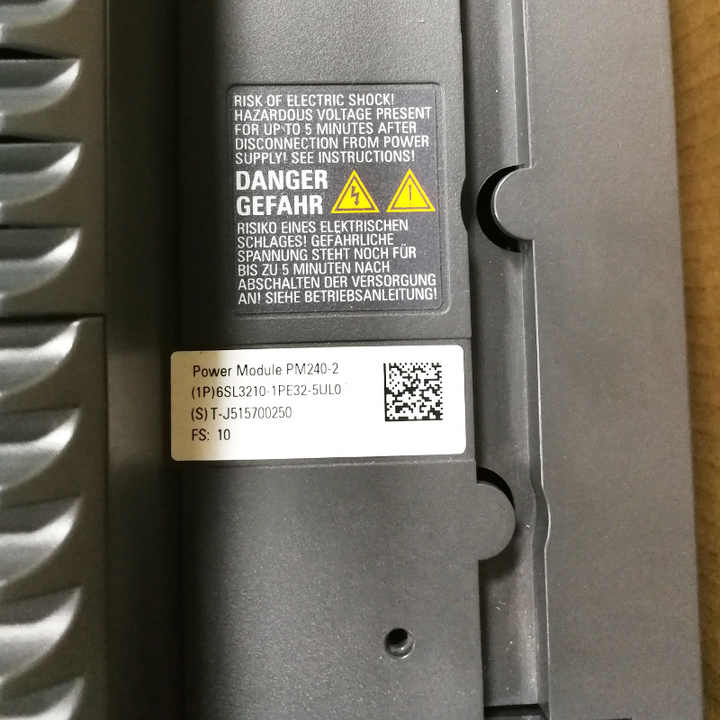 RISK OF ELECTRIC SHOCK!
HAZARDOUS VOLTAGE PRESENT
FOR UP TO 5 MINUTES AFTER
DISCONNECTION FROM POWER
SUPPLY! SEE INSTRUCTIONS!
DANGER
GEFAHR
RISIKO EINES ELEKTRISCHEN
SCHLAGES! GEFÄHRLICHE
SPANNUNG STEHT NOCH FÜR
BIS ZU 5 MINUTEN NACH
ABSCHALTEN DER VERSORGUNG
AN! SIEHE BETRIEBSANLEITUNG!
Power Module PM240-2
(1P)6SL3210-1PE32-5UL0
(S)T-J515700250
FS: 10